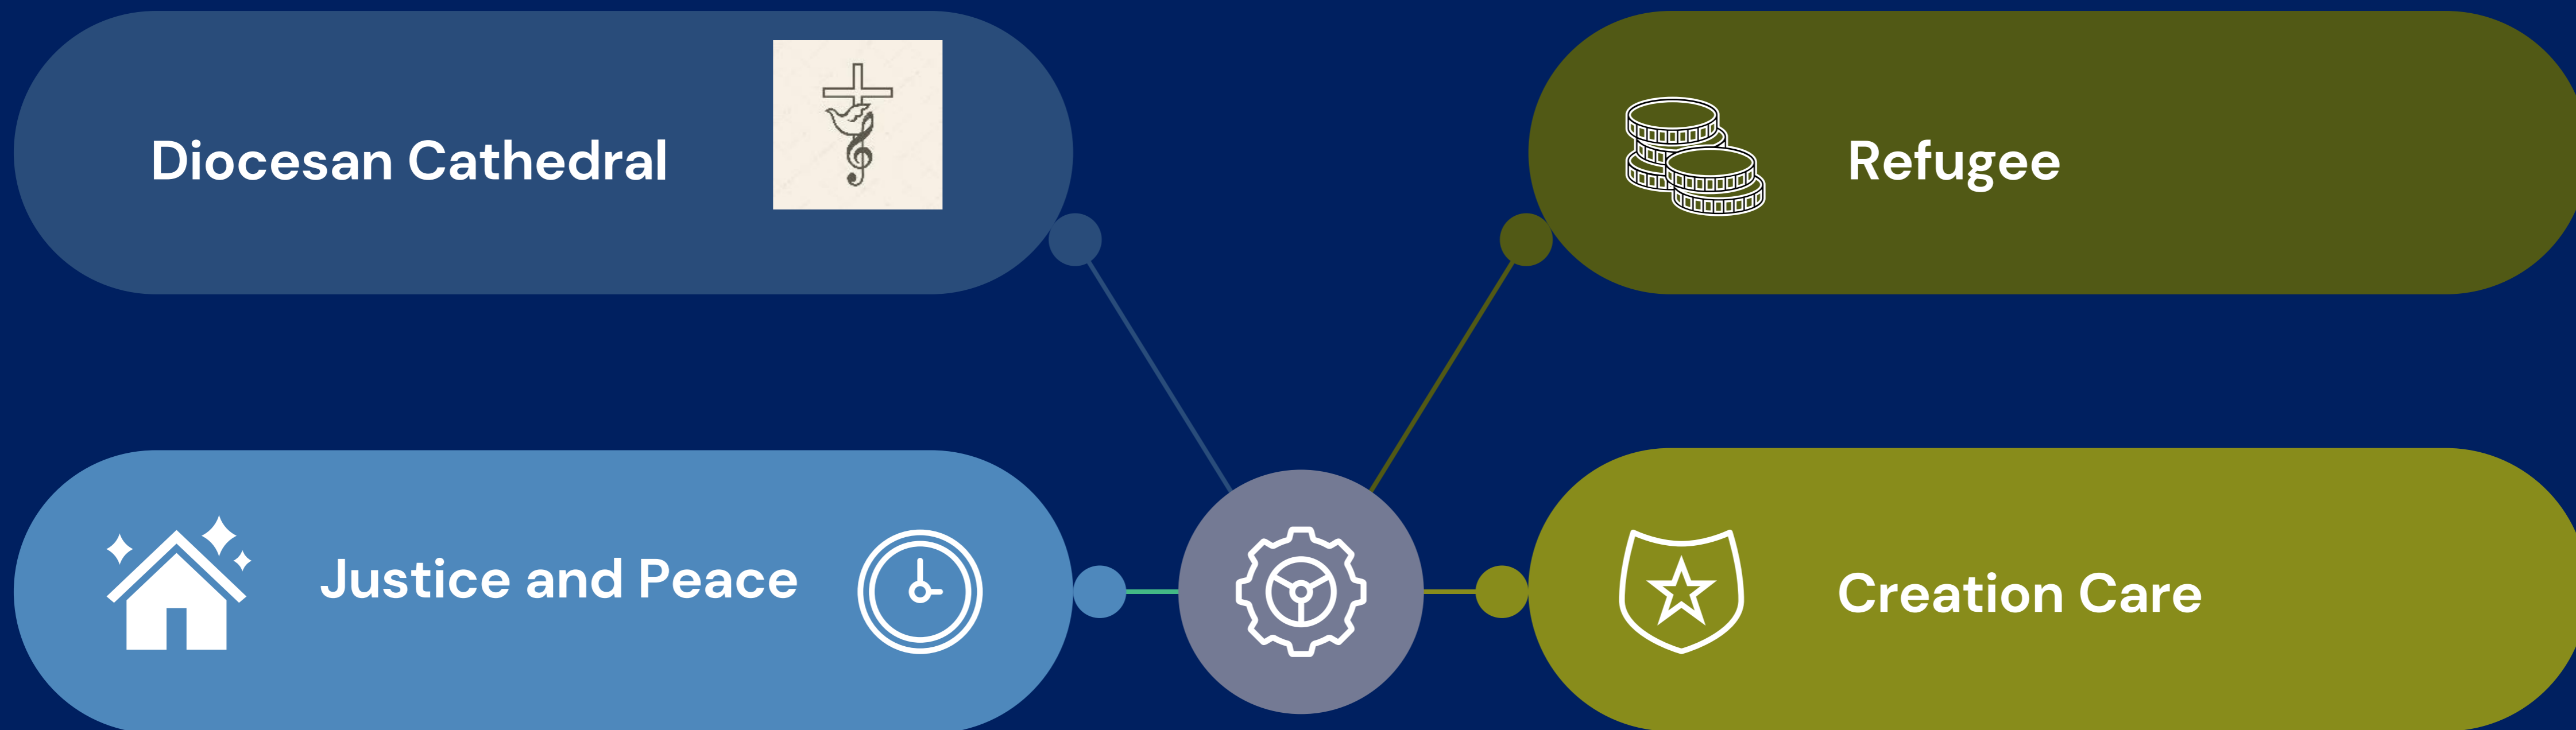 Diocesan Cathedral
Refugee
Justice and Peace
Creation Care